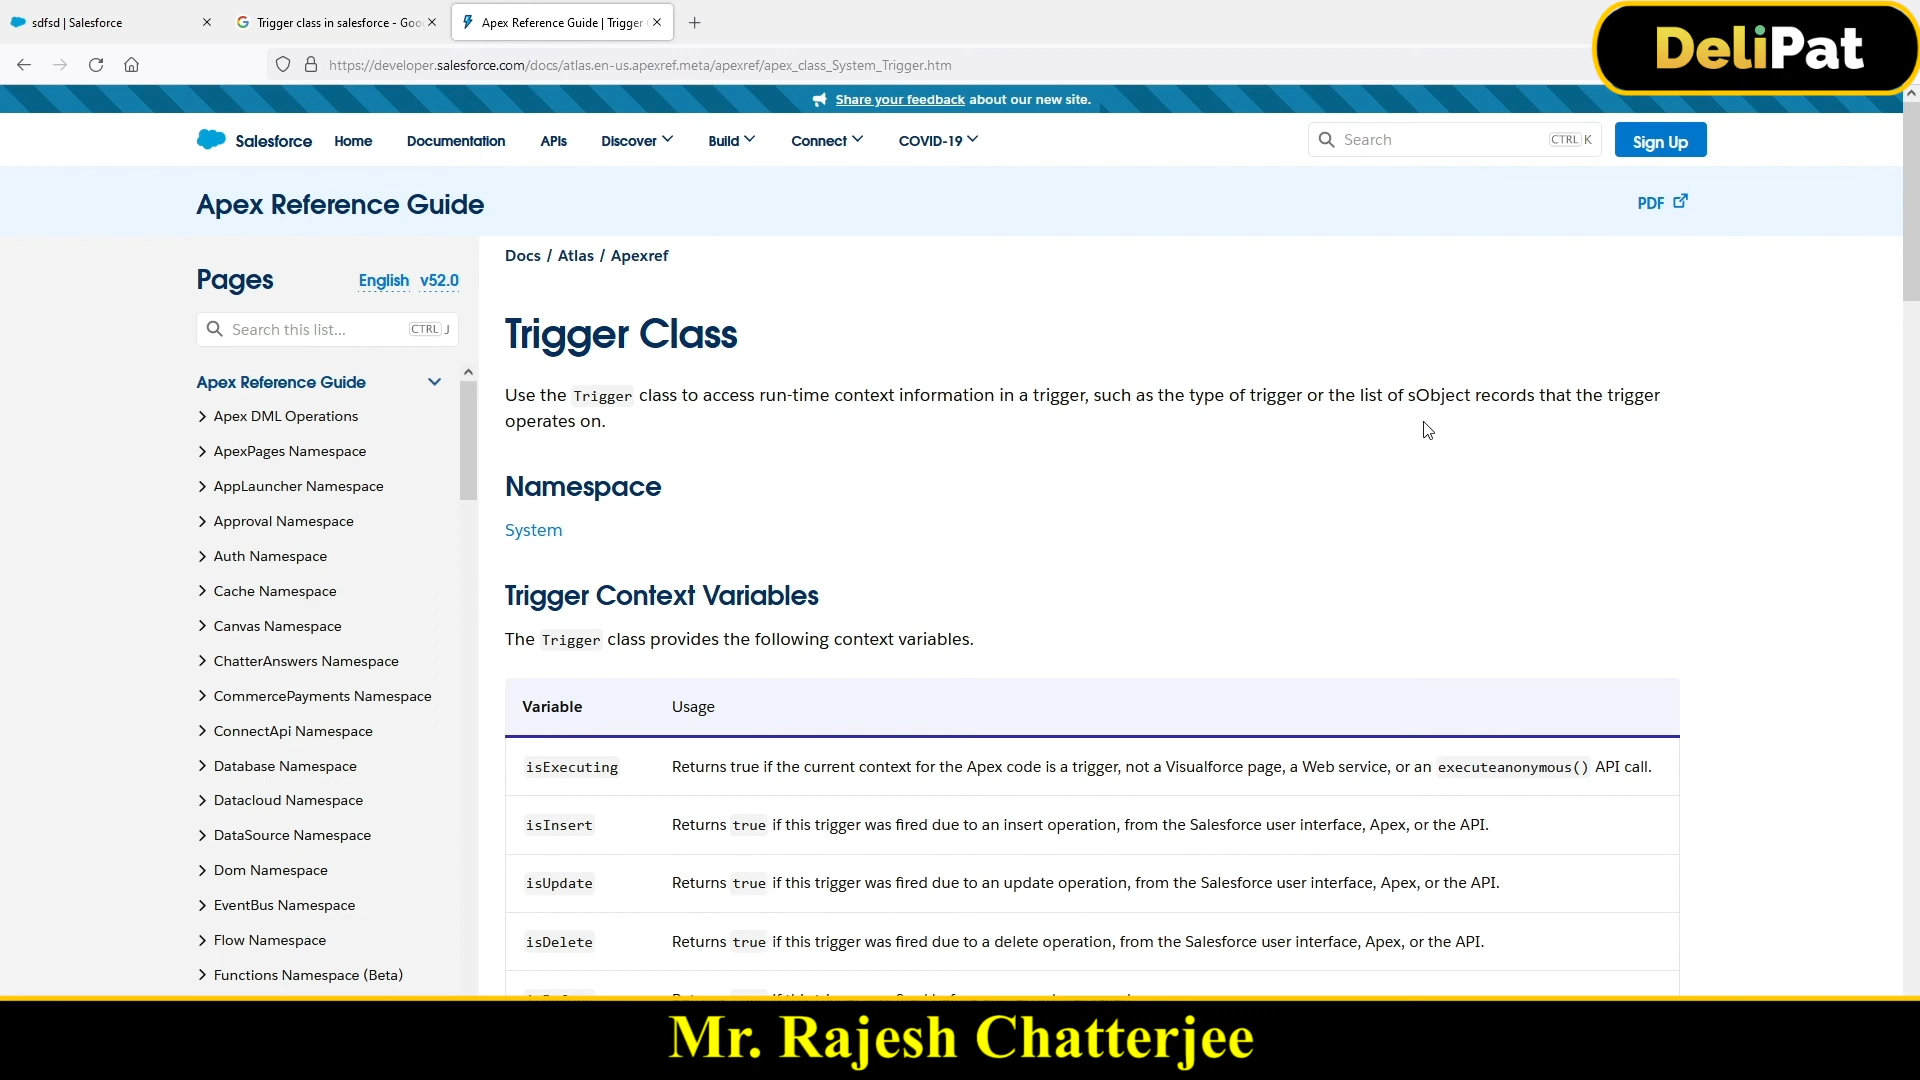 sdfsd | Salesforce
Trigger class in salesforce - Goo
Apex Reference Guide | Trigger
DeliPat
https://developer.salesforce.com/docs/atlas.en-us.apexref.meta/apexref/apex_class_System_Trigger.htm
Share your feedback about our new site.
Salesforce Home Documentation APIs Discover Build Connect COVID-19
Search CTRL K
Sign Up
Apex Reference Guide
PDF
Docs / Atlas / Apexref
Pages English v52.0
Search this list... CTRL J
Apex Reference Guide
Apex DML Operations
ApexPages Namespace
AppLauncher Namespace
Approval Namespace
Auth Namespace
Cache Namespace
Canvas Namespace
ChatterAnswers Namespace
CommercePayments Namespace
ConnectApi Namespace
Database Namespace
Datacloud Namespace
DataSource Namespace
Dom Namespace
EventBus Namespace
Flow Namespace
Functions Namespace (Beta)
Trigger Class
Use the Trigger class to access run-time context information in a trigger, such as the type of trigger or the list of sObject records that the trigger
operates on.
Namespace
System
Trigger Context Variables
The Trigger class provides the following context variables.
Variable Usage
isExecuting Returns true if the current context for the Apex code is a trigger, not a Visualforce page, a Web service, or an executeanonymous() API call.
isInsert Returns true if this trigger was fired due to an insert operation, from the Salesforce user interface, Apex, or the API.
isUpdate Returns true if this trigger was fired due to an update operation, from the Salesforce user interface, Apex, or the API.
isDelete Returns true if this trigger was fired due to a delete operation, from the Salesforce user interface, Apex, or the API.
Mr. Rajesh Chatterjee